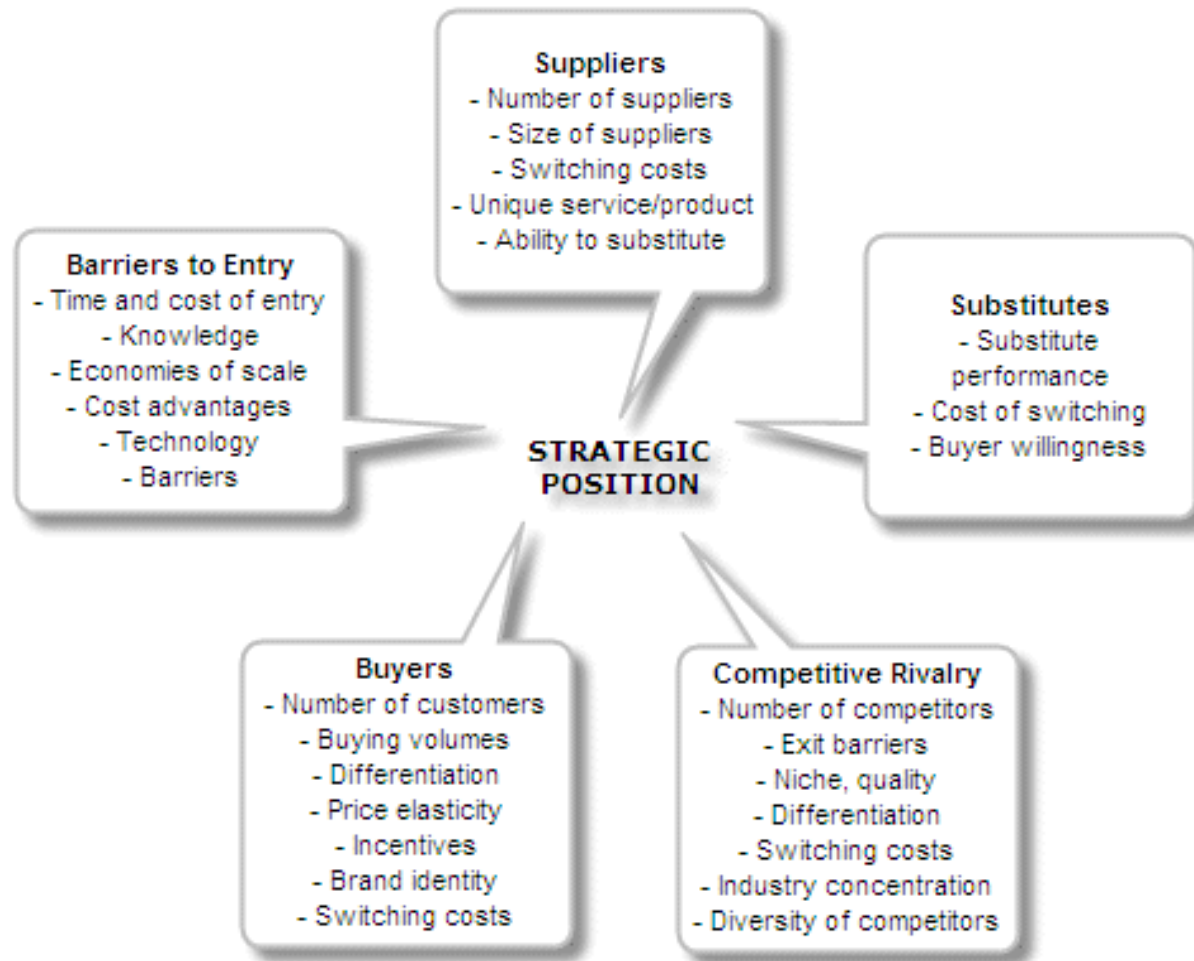 Suppliers
- Number of suppliers
- Size of suppliers
- Switching costs
- Unique service/product
- Ability to substitute
Barriers to Entry
- Time and cost of entry
- Knowledge
- Economies of scale
- Cost advantages
- Technology
- Barriers
Substitutes
- Substitute
performance
- Cost of switching
- Buyer willingness
STRATEGIC
POSITION
Buyers
- Number of customers
- Buying volumes
- Differentiation
- Price elasticity
- Incentives
- Brand identity
- Switching costs
Competitive Rivalry
- Number of competitors
- Exit barriers
- Niche, quality
- Differentiation
- Switching costs
- Industry concentration
- Diversity of competitors